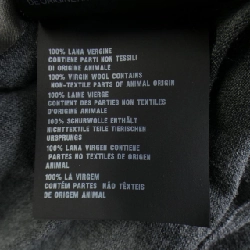 100% LANA VERGINE
CONTIENE PARTI NON TESSILI
DI ORIGINE ANIMALE
100% VIRGIN WOOL CONTAINS
NON-TEXTILE PARTS OF ANIMAL ORIGIN
100% LAINE VIERGE
CONTIENT DES PARTIES NON TEXTILES
D'ORIGINE ANIMALE
100% SCHURWOLLE ENTHÄLT
NICHTTEXTILE TEILE TIERISCHEN
URSPRUNGS
100% LANA VIRGEN CONTIENE
PARTES NO TEXTILES DE ORIGEN
ANIMAL
100% LÃ VIRGEM
CONTÉM PARTES NÃO TÊXTEIS
DE ORIGEM ANIMAL